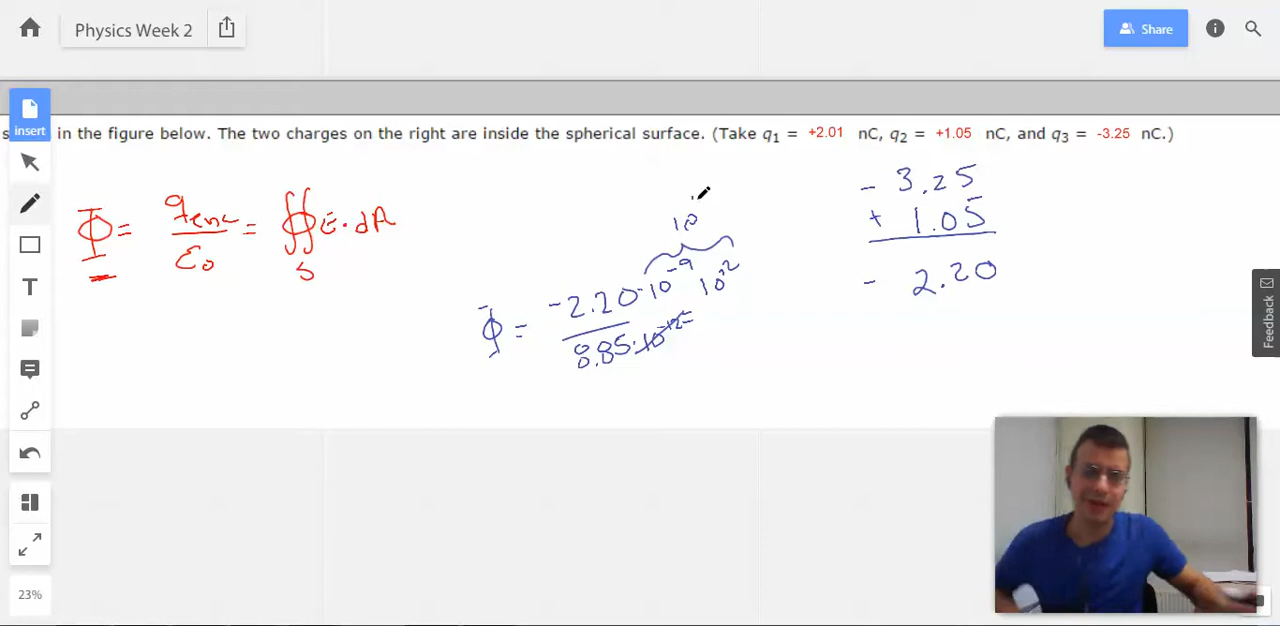 Physics Week 2
Share
insert
s in the figure below. The two charges on the right are inside the spherical surface. (Take q₁ = +2.01 nC, q₂ = +1.05 nC, and q₃ = -3.25 nC.)
Φ = qenc/ε₀ = ∯ E · dA
S
- 3.25
+ 1.05
- 2.20
10
Φ = -2.20 · 10⁻⁹ 10¹²
8.85 · 10⁻¹² =
T
Feedback
23%